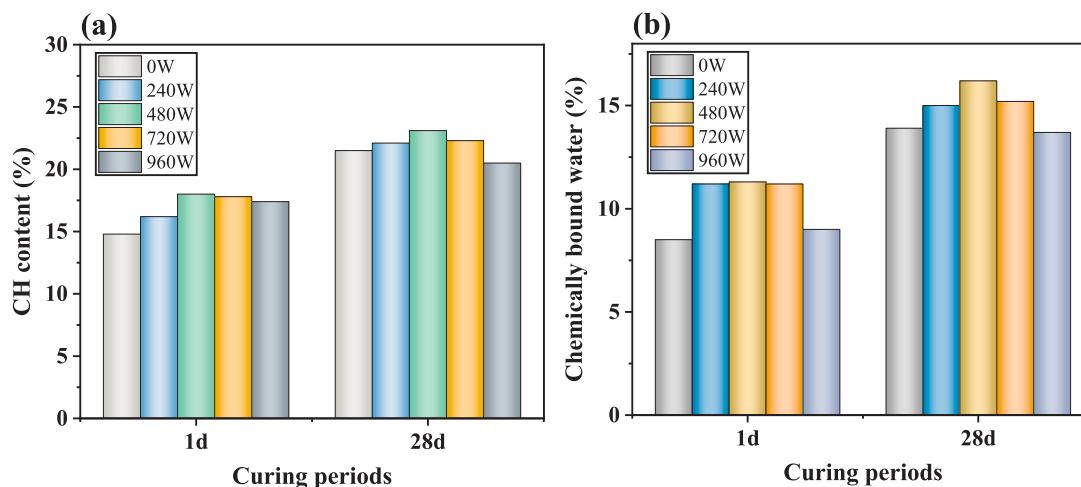 (a)
30
25
20
15
10
5
0
CH content (%)
0W
240W
480W
720W
960W
1d
28d
Curing periods
(b)
15
10
5
0
Chemically bound water (%)
0W
240W
480W
720W
960W
1d
28d
Curing periods